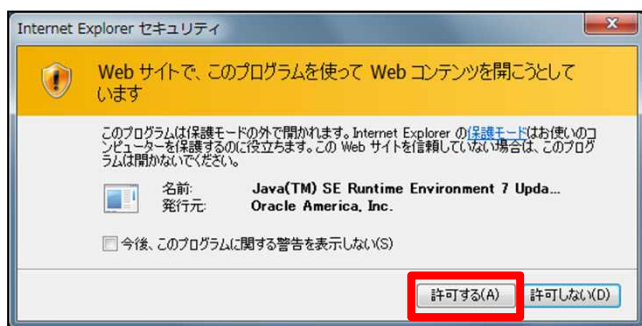 Internet Explorer セキュリティ
Web サイトで、このプログラムを使って Web コンテンツを開こうとして
います
このプログラムは保護モードの外で開かれます。Internet Explorer の保護モードはお使いのコ
ンピューターを保護するのに役立ちます。この Web サイトを信頼していない場合は、このプログ
ラムは開かないでください。
名前: Java(TM) SE Runtime Environment 7 Upda...
発行元: Oracle America, Inc.
今後、このプログラムに関する警告を表示しない(S)
許可する(A) 許可しない(D)